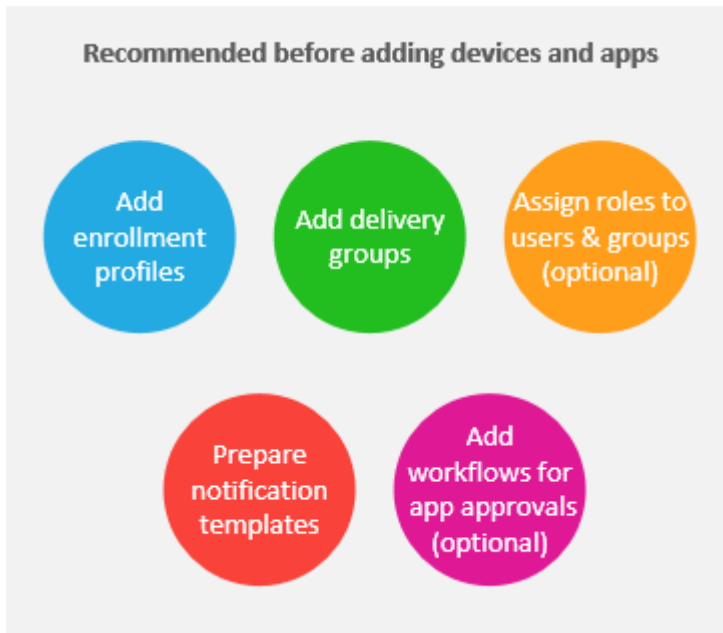 Recommended before adding devices and apps
Add
enrollment
profiles
Add delivery
groups
Assign roles to
users & groups
(optional)
Prepare
notification
templates
Add
workflows for
app approvals
(optional)